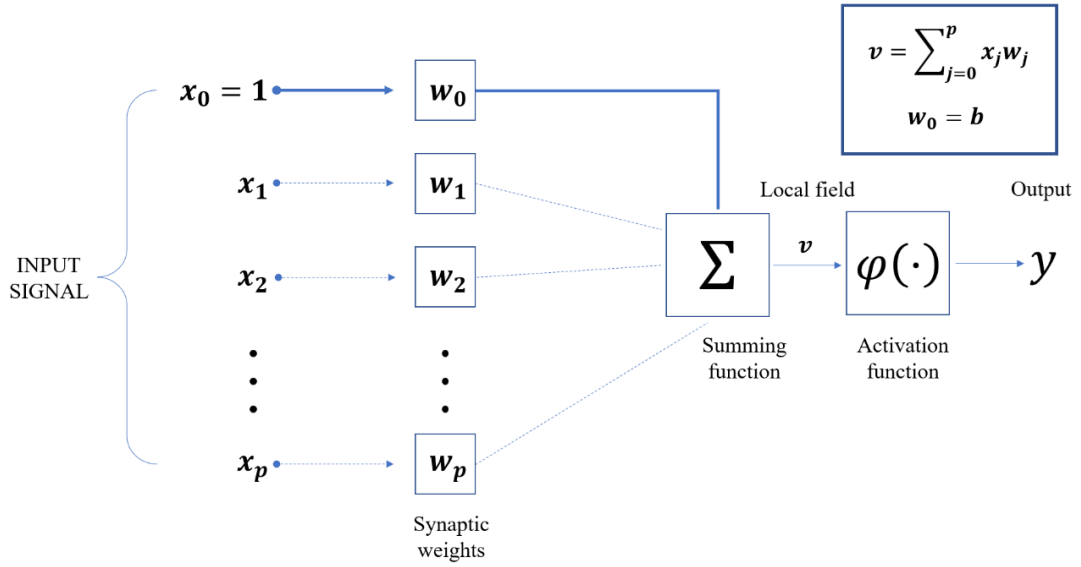 v = ∑_{j=0}^{p} x_j w_j
w_0 = b
x_0 = 1
w_0
x_1
w_1
Local field
Output
INPUT
SIGNAL
x_2
w_2
∑
v
φ(·)
y
Summing
function
Activation
function
x_p
w_p
Synaptic
weights